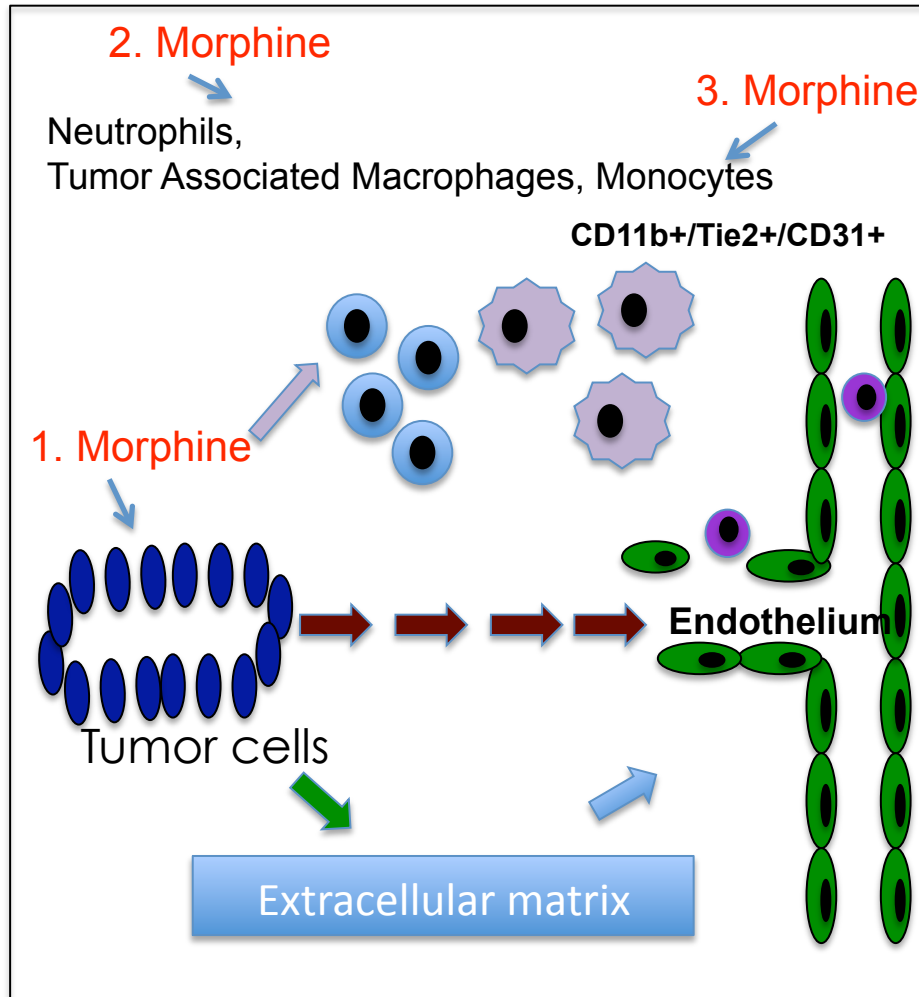 2. Morphine
3. Morphine
Neutrophils,
Tumor Associated Macrophages, Monocytes
CD11b+/Tie2+/CD31+
1. Morphine
Endothelium
Tumor cells
Extracellular matrix